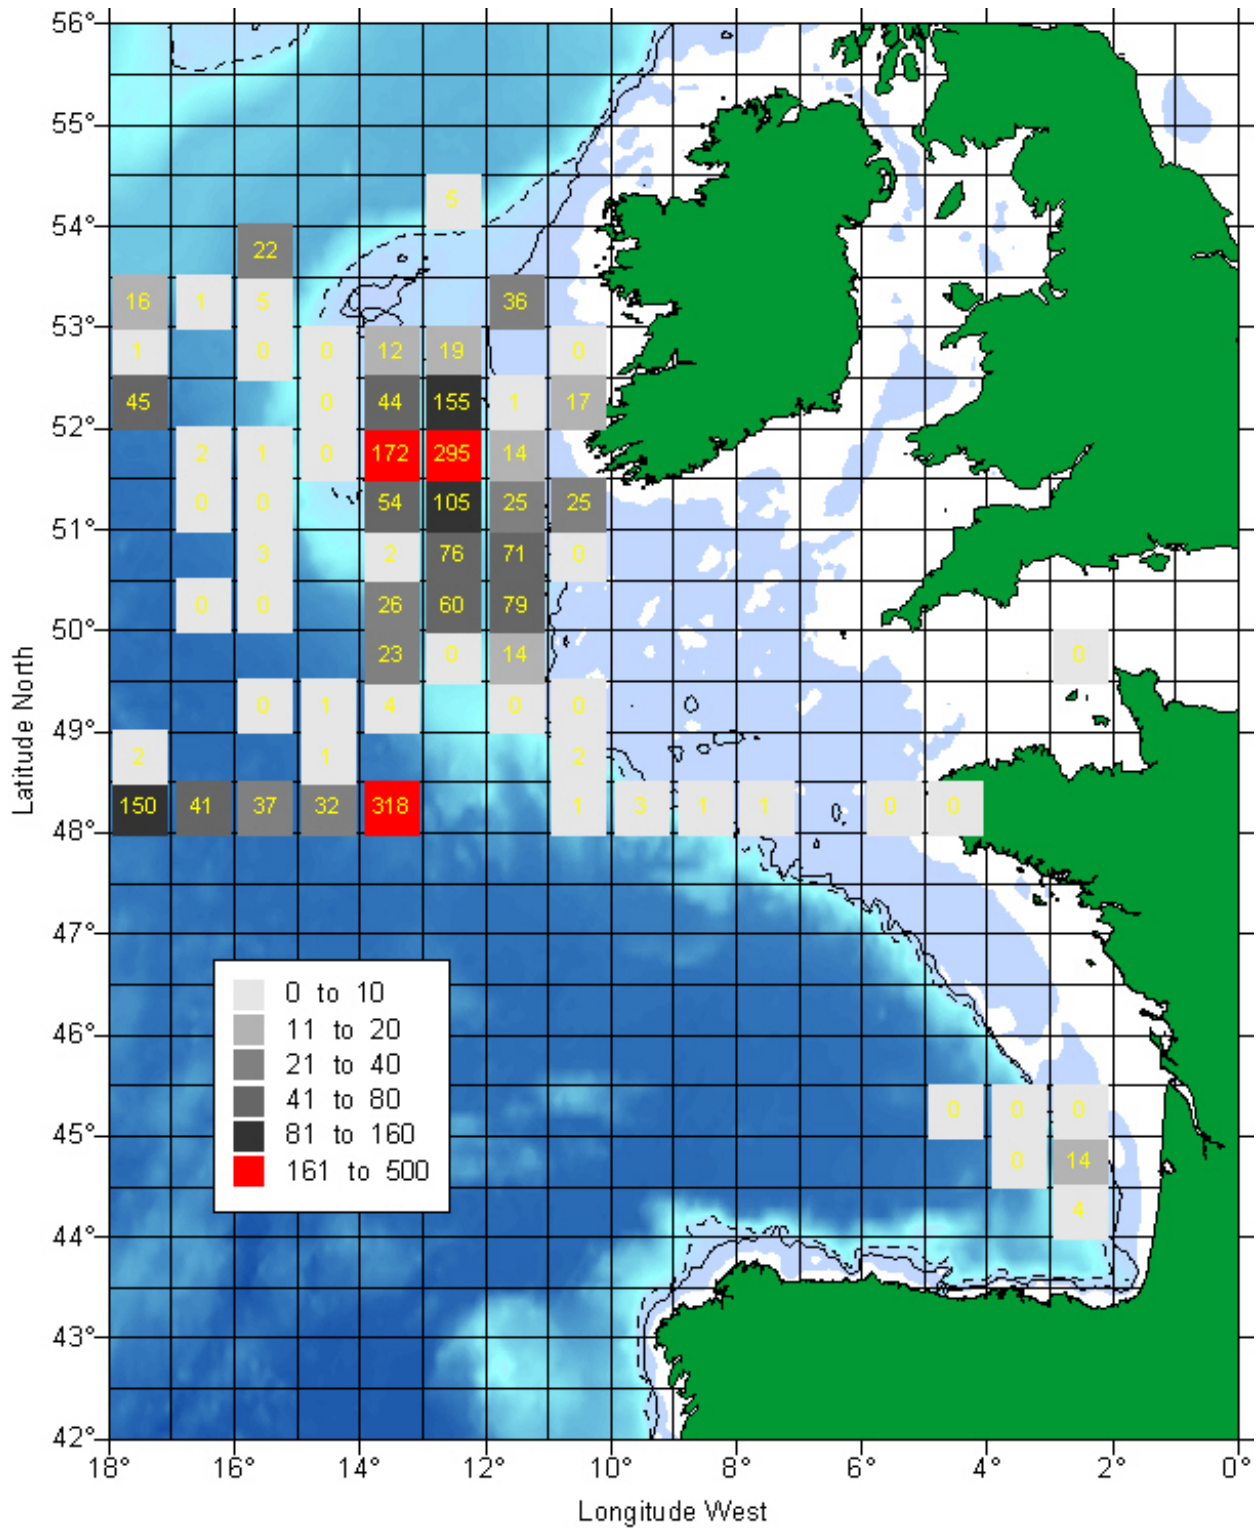 56°
55°
5
54°
22
16 1 5 36
53°
1 0 0 12 19 0
45 0 44 155 1 17
52°
2 1 0 172 295 14
0 0 54 105 25 25
51°
3 2 76 71 0
0 0 26 60 79
50°
23 0 14 0
0 1 4 0 0
49°
2 1 2
150 41 37 32 318 1 3 1 1 0 0
48°
47°
0 to 10
11 to 20
46°
21 to 40
41 to 80
0 0 0
81 to 160
45°
161 to 500
0 14
4
44°
43°
42°
18° 16° 14° 12° 10° 8° 6° 4° 2° 0°
Longitude West
Latitude North